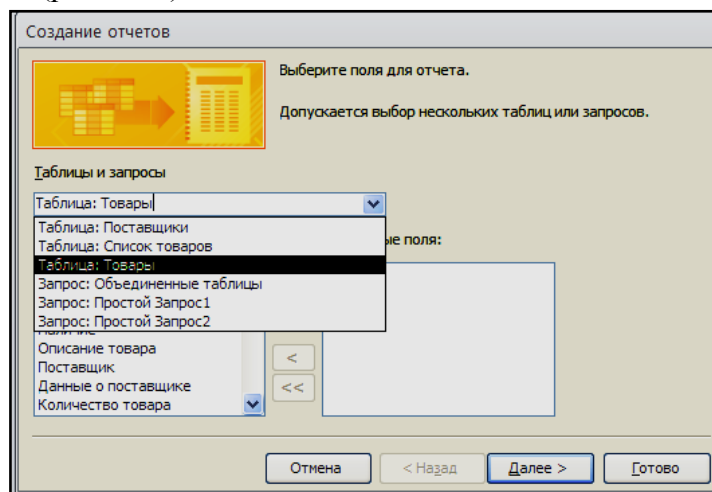 Создание отчетов
Выберите поля для отчета.
Допускается выбор нескольких таблиц или запросов.
Таблицы и запросы
Таблица: Товары
Таблица: Поставщики
Таблица: Список товаров
ые поля:
Таблица: Товары
Запрос: Объединенные таблицы
Запрос: Простой Запрос1
Запрос: Простой Запрос2
Описание товара
<
Поставщик
Данные о поставщике
<<
Количество товара
Отмена
< Назад
Далее >
Готово